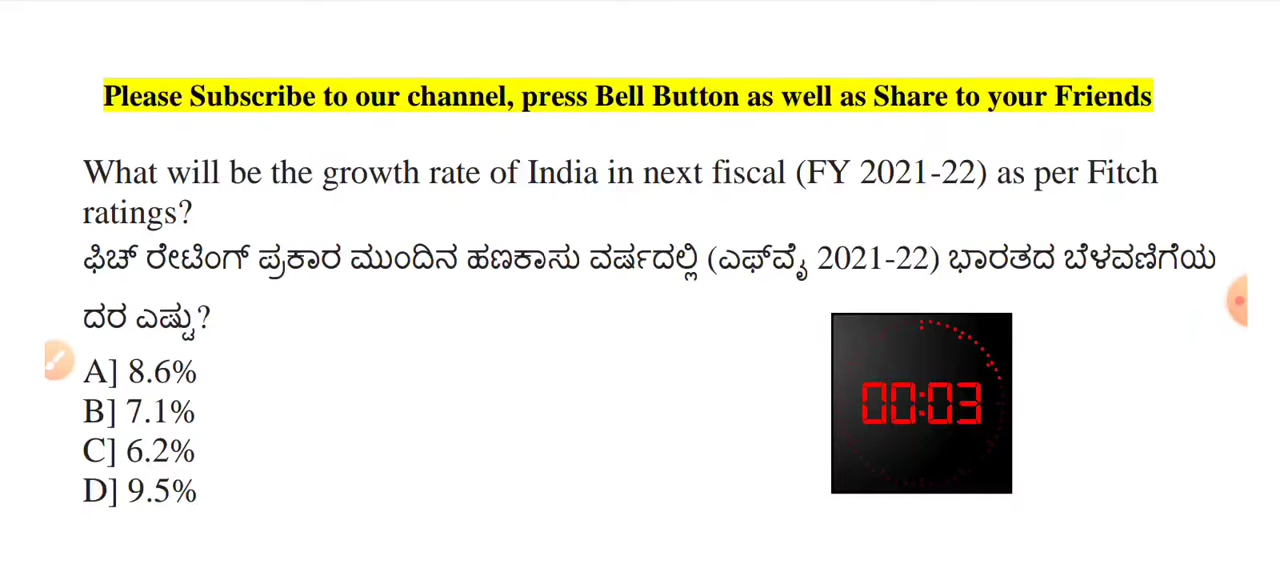 Please Subscribe to our channel, press Bell Button as well as Share to your Friends
What will be the growth rate of India in next fiscal (FY 2021-22) as per Fitch
ratings?
ಫಿಚ್ ರೇಟಿಂಗ್ ಪ್ರಕಾರ ಮುಂದಿನ ಹಣಕಾಸು ವರ್ಷದಲ್ಲಿ (ಎಫ್‌ವೈ 2021-22) ಭಾರತದ ಬೆಳವಣಿಗೆಯ
ದರ ಎಷ್ಟು?
A] 8.6%
B] 7.1%
C] 6.2%
D] 9.5%
00:03